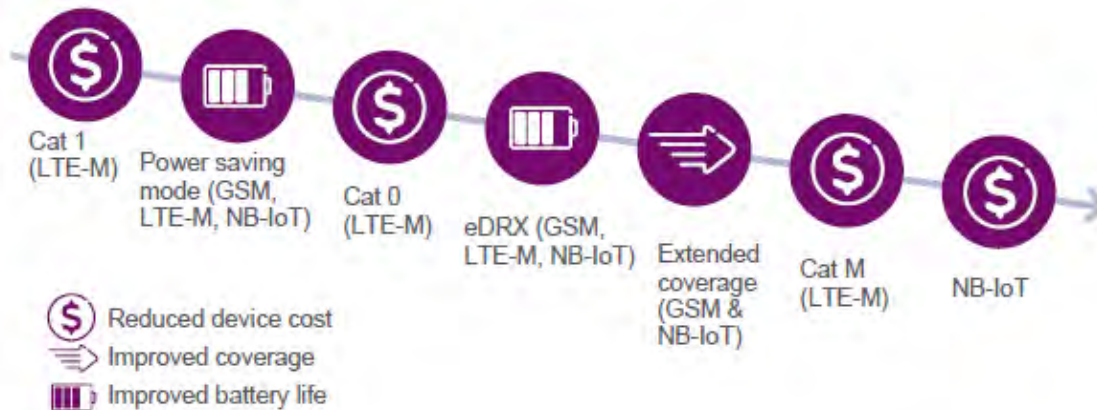 Cat 1
(LTE-M)
Power saving
mode (GSM,
LTE-M, NB-IoT)
Cat 0
(LTE-M)
eDRX (GSM,
LTE-M, NB-IoT)
Extended
coverage
(GSM &
NB-IoT)
Cat M
(LTE-M)
NB-IoT
$ Reduced device cost
Improved coverage
Improved battery life